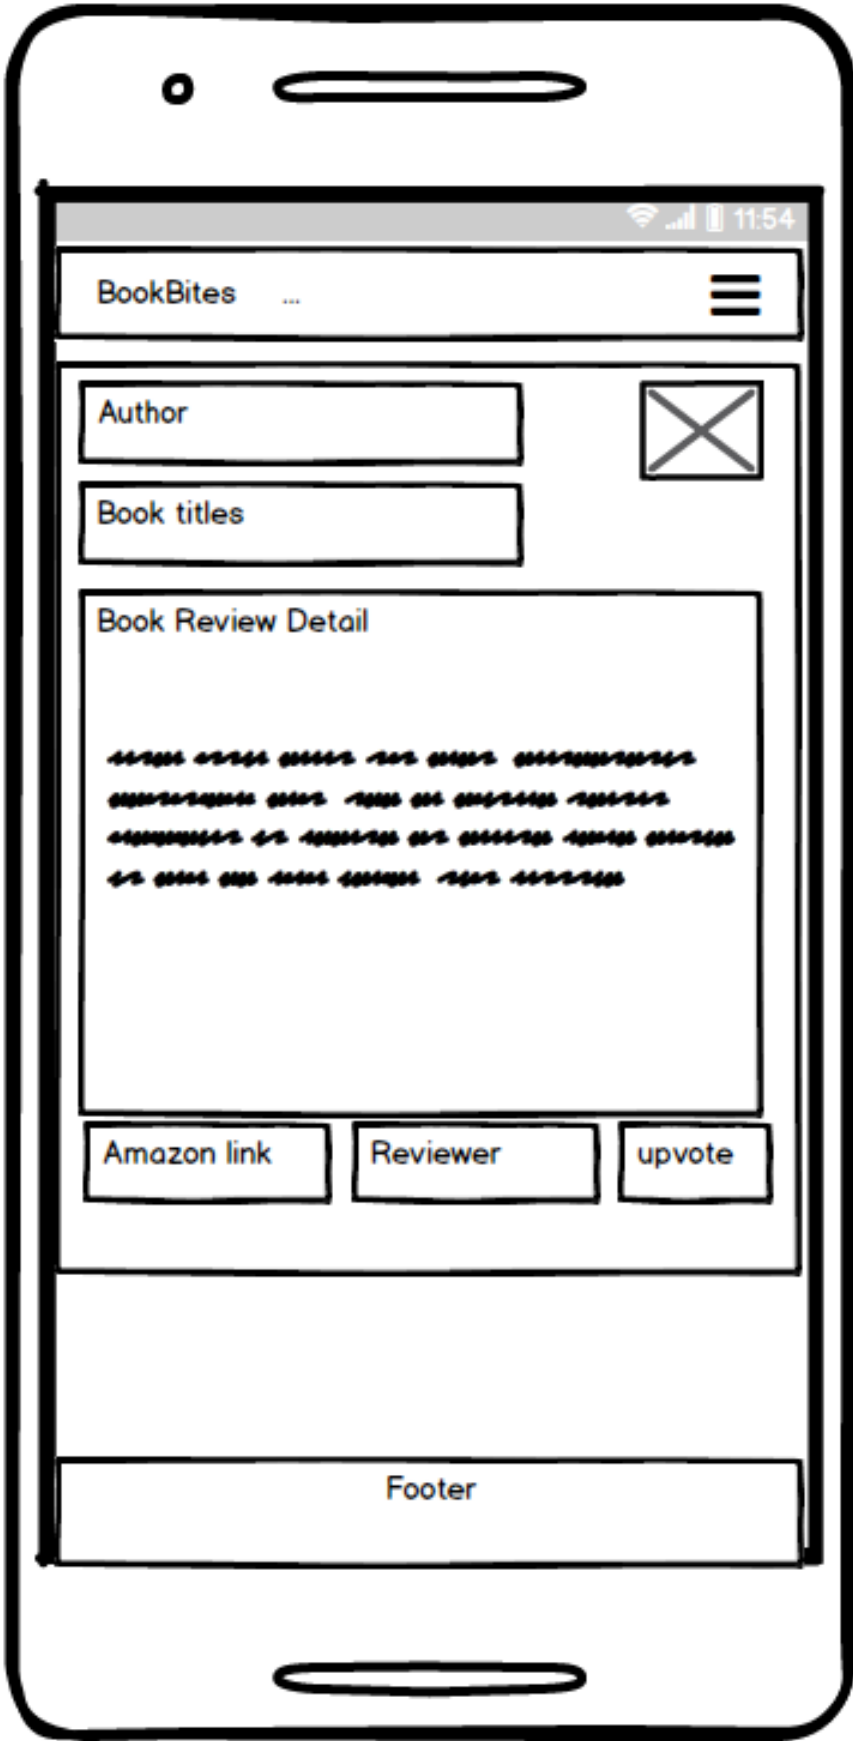 11:54
BookBites ...
Author
Book titles
Book Review Detail
Amazon link Reviewer upvote
Footer